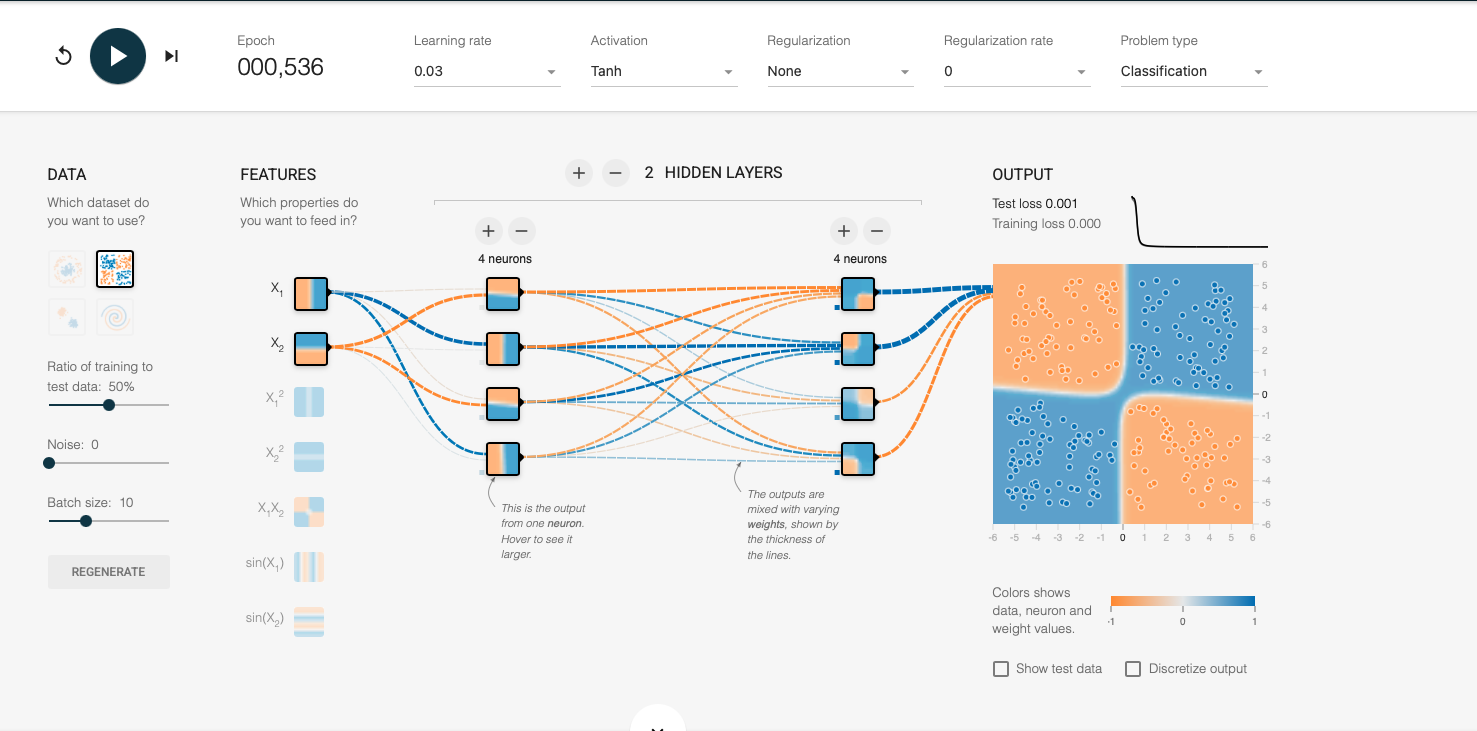 Epoch
000,536
Learning rate
0.03
Activation
Tanh
Regularization
None
Regularization rate
0
Problem type
Classification
DATA
Which dataset do
you want to use?
Ratio of training to
test data: 50%
Noise: 0
Batch size: 10
REGENERATE
FEATURES
Which properties do
you want to feed in?
X₁
X₂
X₁²
X₂²
X₁X₂
sin(X₁)
sin(X₂)
+ − 2 HIDDEN LAYERS
+ −
4 neurons
+ −
4 neurons
This is the output
from one neuron.
Hover to see it
larger.
The outputs are
mixed with varying
weights, shown by
the thickness of
the lines.
OUTPUT
Test loss 0.001
Training loss 0.000
6
5
4
3
2
1
0
-1
-2
-3
-4
-5
-6
-6 -5 -4 -3 -2 -1 0 1 2 3 4 5 6
Colors shows
data, neuron and
weight values.
-1 0 1
Show test data
Discretize output